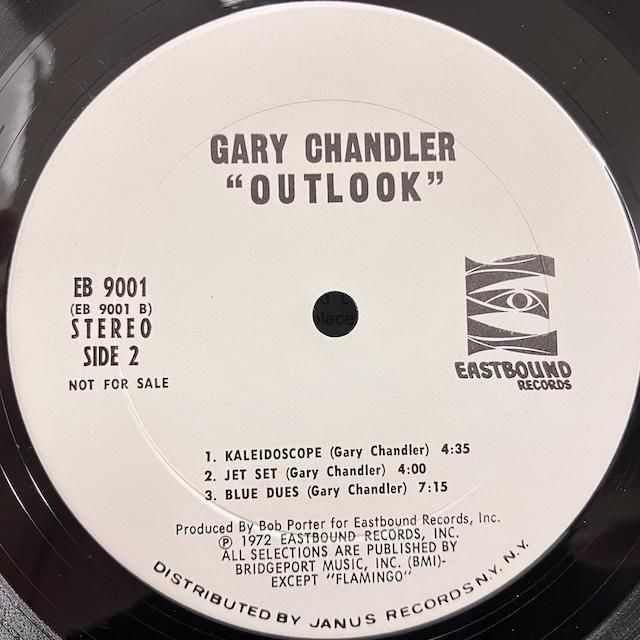 GARY CHANDLER
“OUTLOOK”
EB 9001
(EB 9001 B)
STEREO
SIDE 2
NOT FOR SALE
EASTBOUND
RECORDS
1. KALEIDOSCOPE (Gary Chandler) 4:35
2. JET SET (Gary Chandler) 4:00
3. BLUE DUES (Gary Chandler) 7:15
Produced By Bob Porter for Eastbound Records, Inc.
℗ 1972 EASTBOUND RECORDS, INC.
ALL SELECTIONS ARE PUBLISHED BY
BRIDGEPORT MUSIC, INC. (BMI)-
EXCEPT "FLAMINGO"
DISTRIBUTED BY JANUS RECORDS N.Y. N.Y.